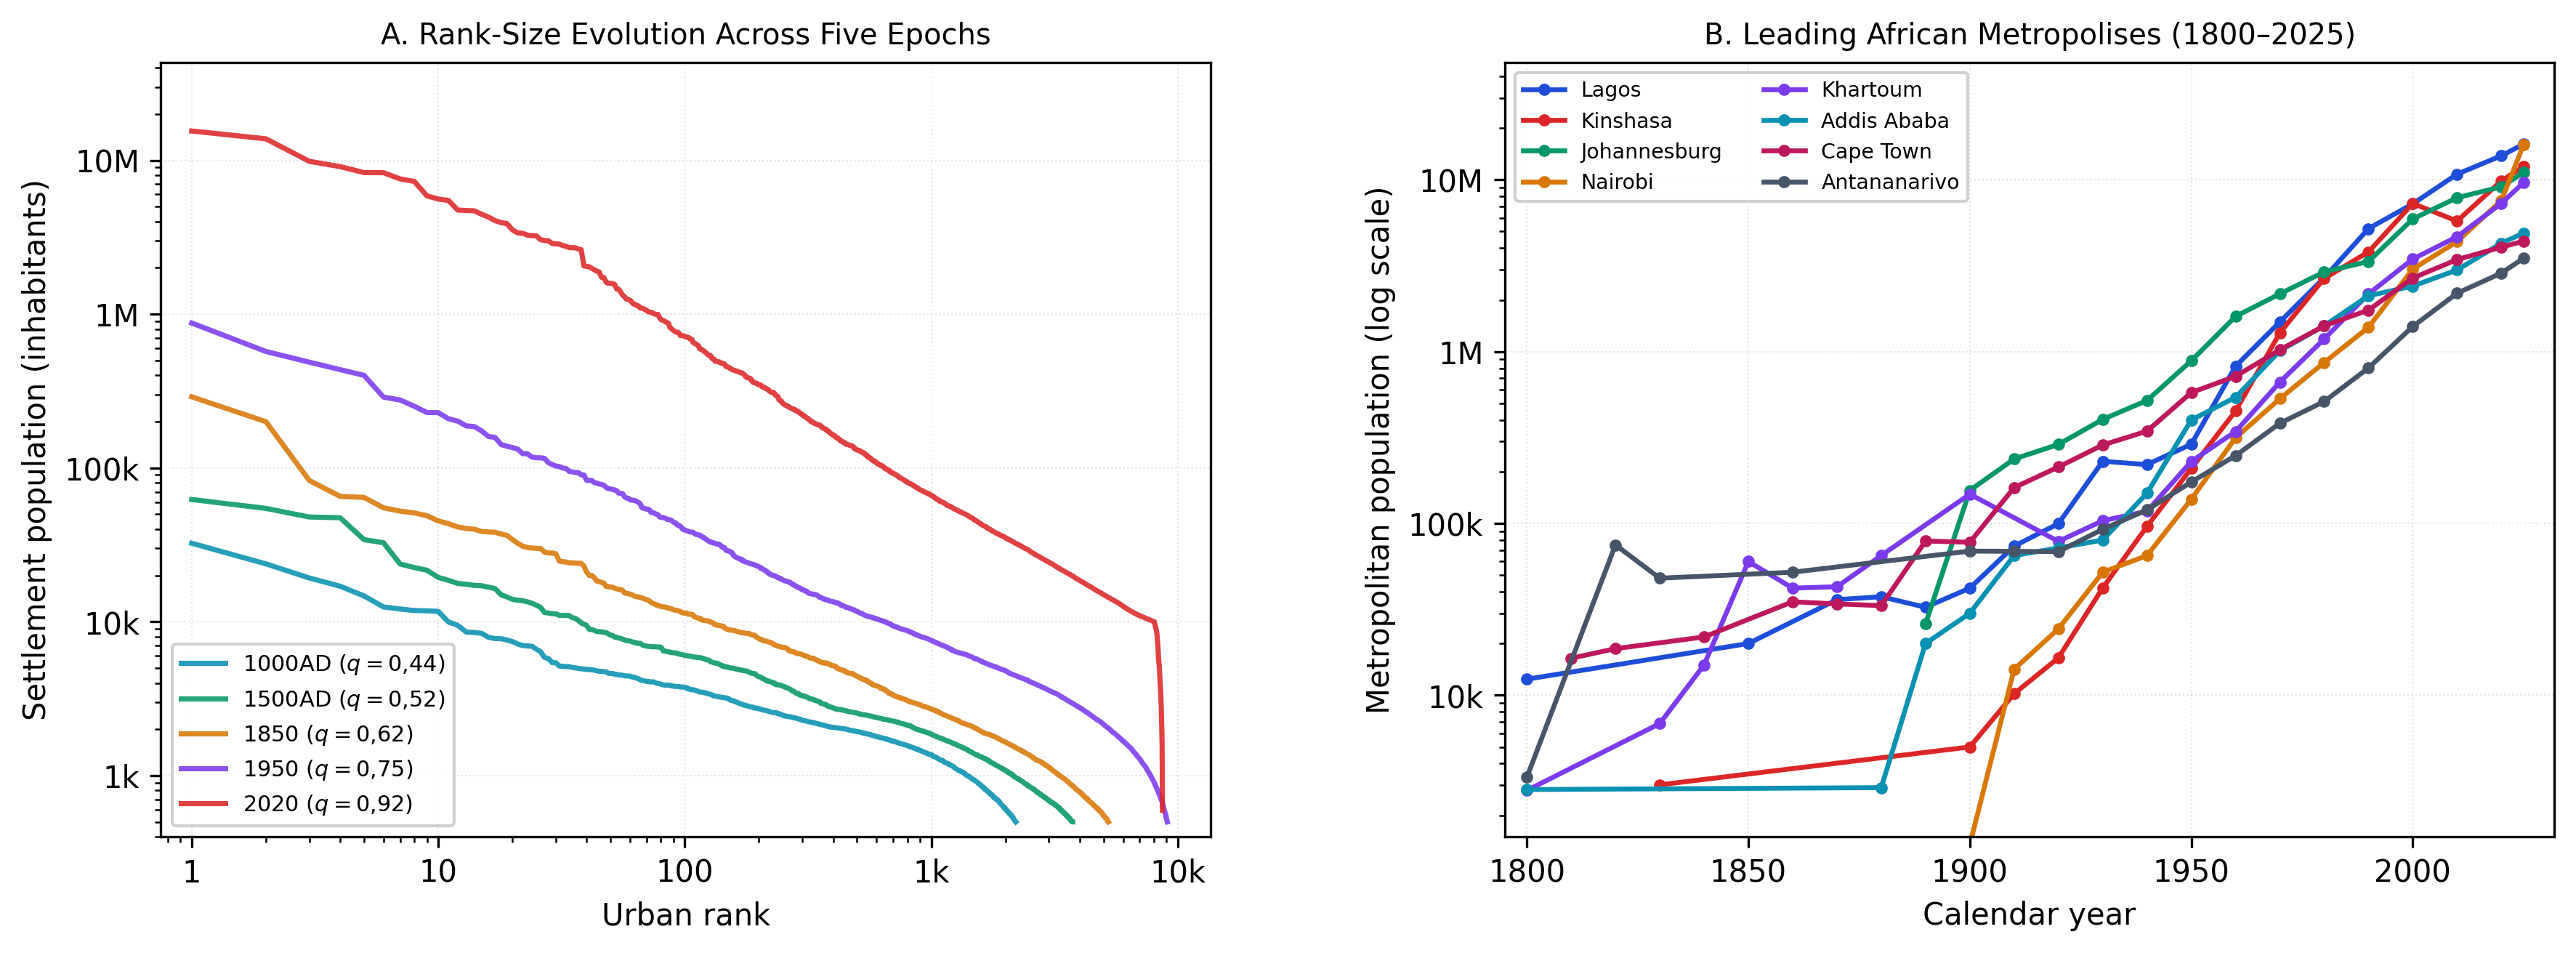 A. Rank-Size Evolution Across Five Epochs
Settlement population (inhabitants)
10M
1M
100k
10k
1k
1000AD (q = 0,44)
1500AD (q = 0,52)
1850 (q = 0,62)
1950 (q = 0,75)
2020 (q = 0,92)
1 10 100 1k 10k
Urban rank
B. Leading African Metropolises (1800–2025)
Metropolitan population (log scale)
10M
1M
100k
10k
Lagos
Kinshasa
Johannesburg
Nairobi
Khartoum
Addis Ababa
Cape Town
Antananarivo
1800 1850 1900 1950 2000
Calendar year